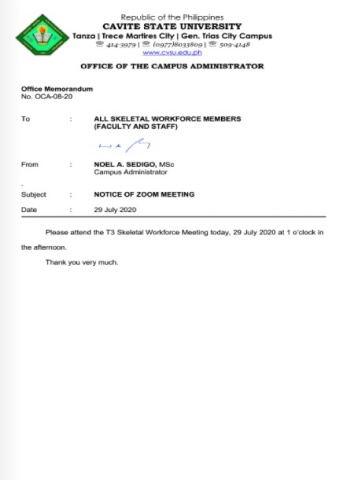 Republic of the Philippines
CAVITE STATE UNIVERSITY
Tanza | Trece Martires City | Gen. Trias City Campus
☏ 414-3979 | ☏ (0977)8033809 | ☏ 509-4148
www.cvsu.edu.ph
OFFICE OF THE CAMPUS ADMINISTRATOR
Office Memorandum
No. OCA-08-20
To : ALL SKELETAL WORKFORCE MEMBERS
(FACULTY AND STAFF)
From : NOEL A. SEDIGO, MSc
Campus Administrator
.
Subject : NOTICE OF ZOOM MEETING
Date : 29 July 2020
Please attend the T3 Skeletal Workforce Meeting today, 29 July 2020 at 1 o'clock in
the afternoon.
Thank you very much.